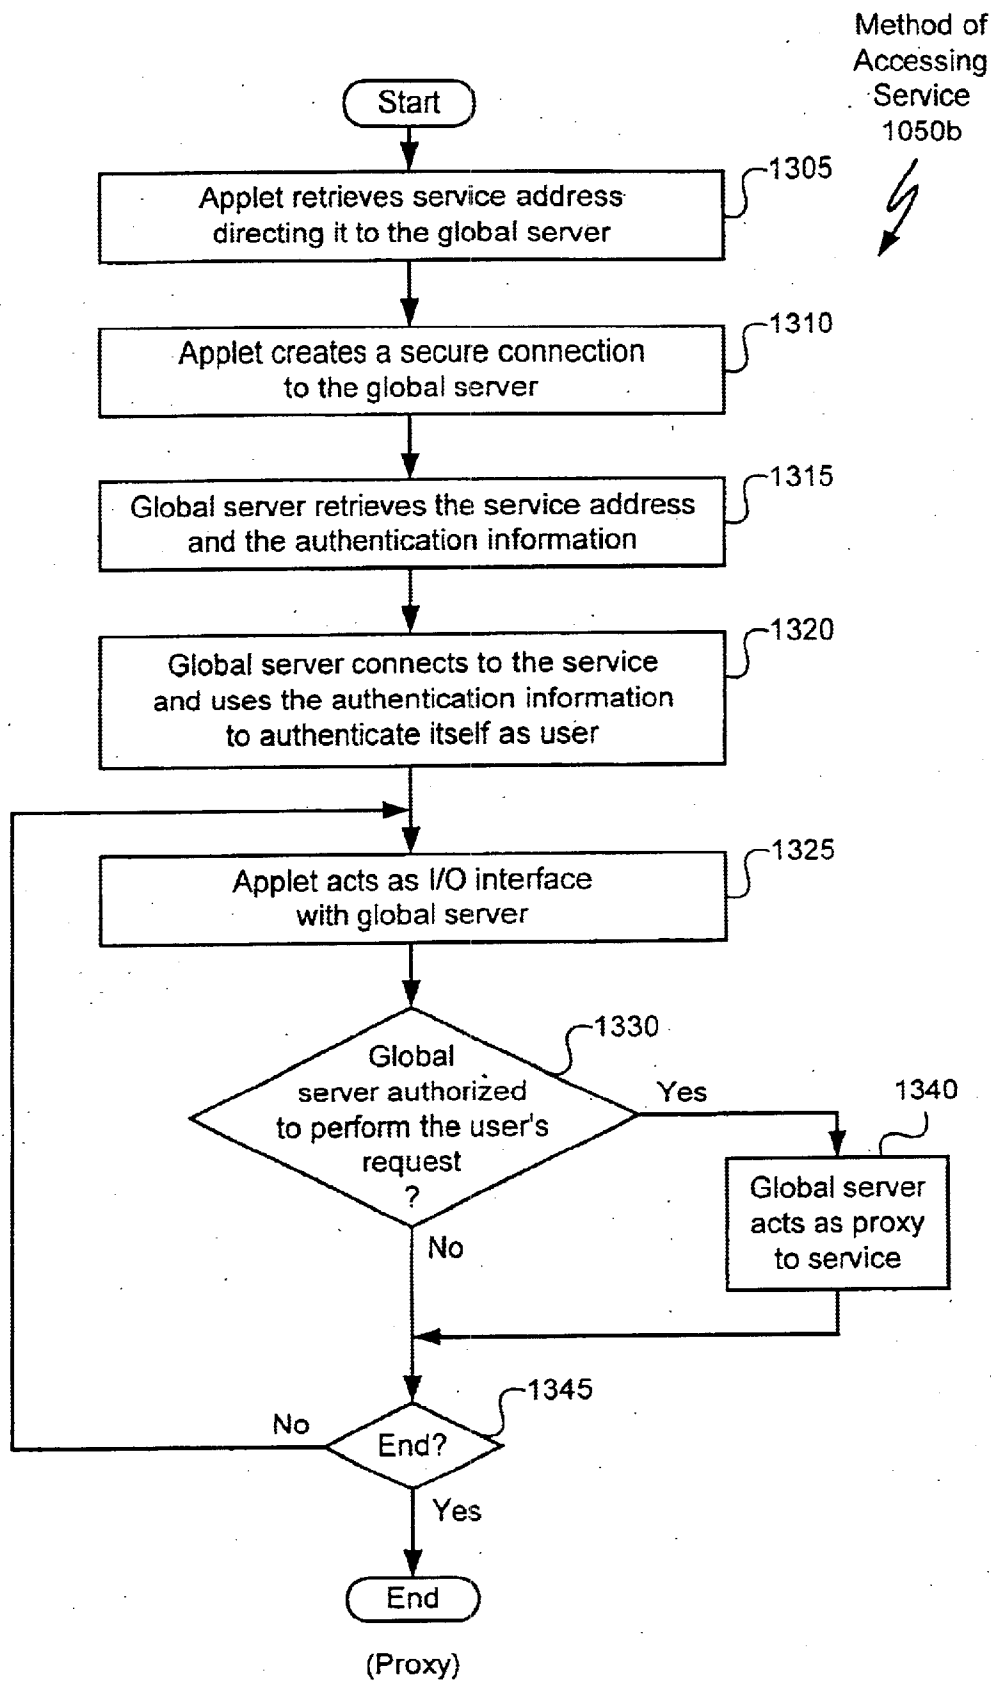 Method of
Accessing
Service
1050b
Start
1305
Applet retrieves service address
directing it to the global server
1310
Applet creates a secure connection
to the global server
1315
Global server retrieves the service address
and the authentication information
1320
Global server connects to the service
and uses the authentication information
to authenticate itself as user
1325
Applet acts as I/O interface
with global server
1330
Global
server authorized
to perform the user's
request
?
Yes
1340
Global server
acts as proxy
to service
No
1345
No
End?
Yes
End
(Proxy)